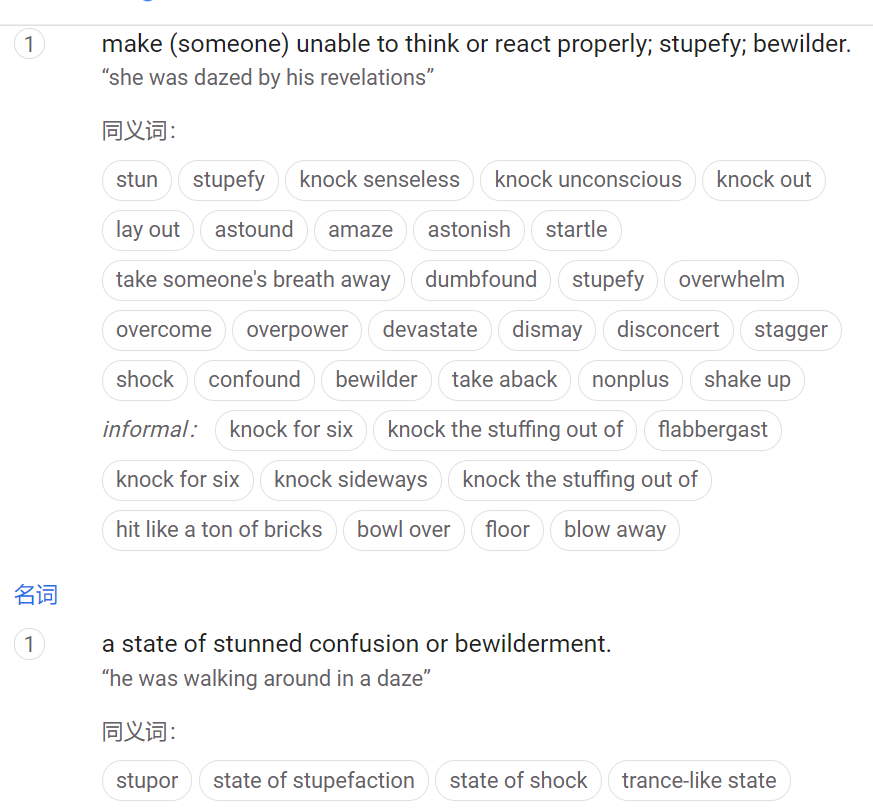 1 make (someone) unable to think or react properly; stupefy; bewilder.
“she was dazed by his revelations”
同义词：
stun stupefy knock senseless knock unconscious knock out
lay out astound amaze astonish startle
take someone's breath away dumbfound stupefy overwhelm
overcome overpower devastate dismay disconcert stagger
shock confound bewilder take aback nonplus shake up
informal： knock for six knock the stuffing out of flabbergast
knock for six knock sideways knock the stuffing out of
hit like a ton of bricks bowl over floor blow away
名词
1 a state of stunned confusion or bewilderment.
“he was walking around in a daze”
同义词：
stupor state of stupefaction state of shock trance-like state